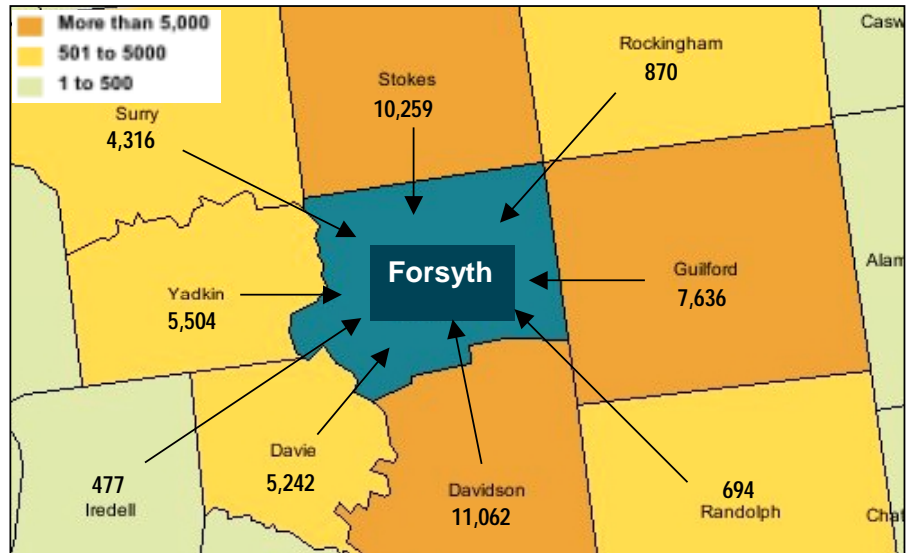 More than 5,000
501 to 5000
1 to 500
Casw
Rockingham
870
Stokes
10,259
Surry
4,316
Forsyth
Guilford
7,636
Alam
Yadkin
5,504
Davie
5,242
477
Iredell
Davidson
11,062
694
Randolph
Chat